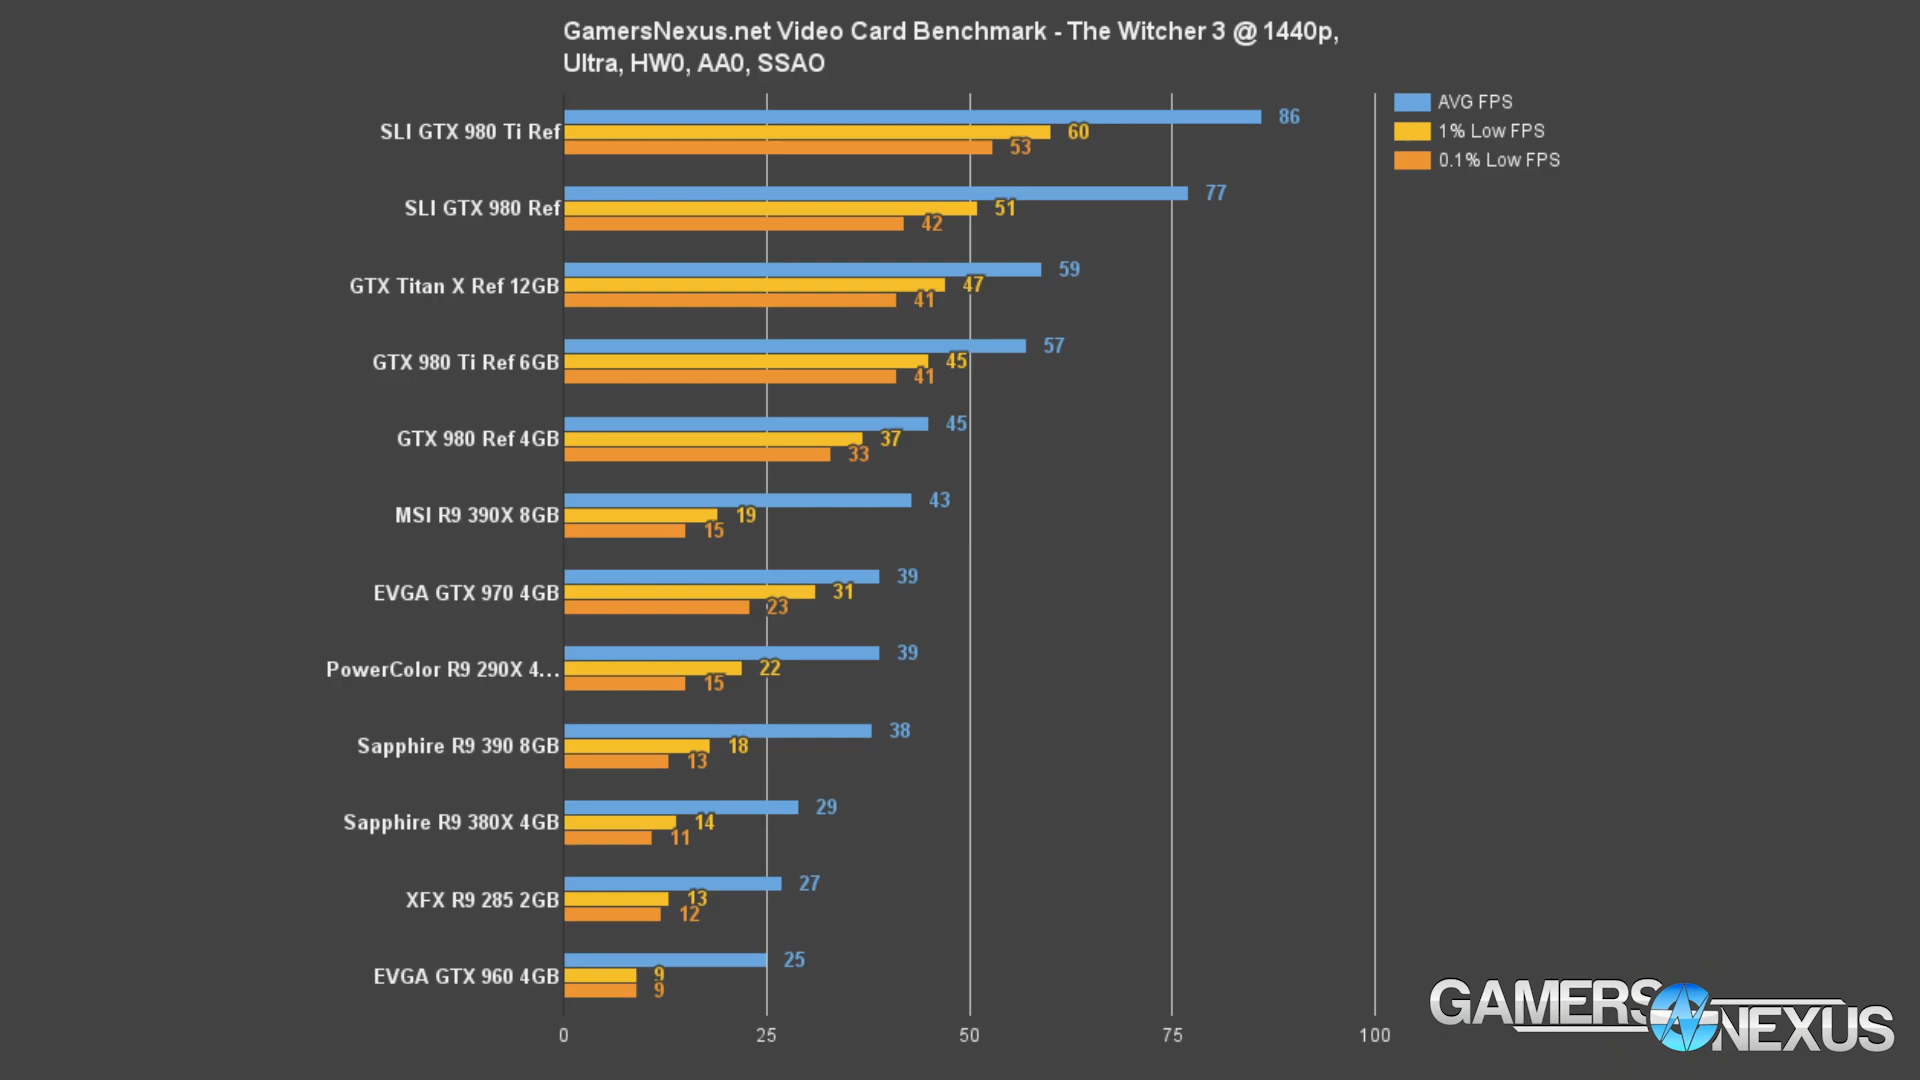 GamersNexus.net Video Card Benchmark - The Witcher 3 @ 1440p,
Ultra, HW0, AA0, SSAO
AVG FPS
1% Low FPS
0.1% Low FPS
SLI GTX 980 Ti Ref
86
60
53
SLI GTX 980 Ref
77
51
42
GTX Titan X Ref 12GB
59
47
41
GTX 980 Ti Ref 6GB
57
45
41
GTX 980 Ref 4GB
45
37
33
MSI R9 390X 8GB
43
19
15
EVGA GTX 970 4GB
39
31
23
PowerColor R9 290X 4...
39
22
15
Sapphire R9 390 8GB
38
18
13
Sapphire R9 380X 4GB
29
14
11
XFX R9 285 2GB
27
13
12
EVGA GTX 960 4GB
25
9
9
0 25 50 75 100
GAMERS NEXUS